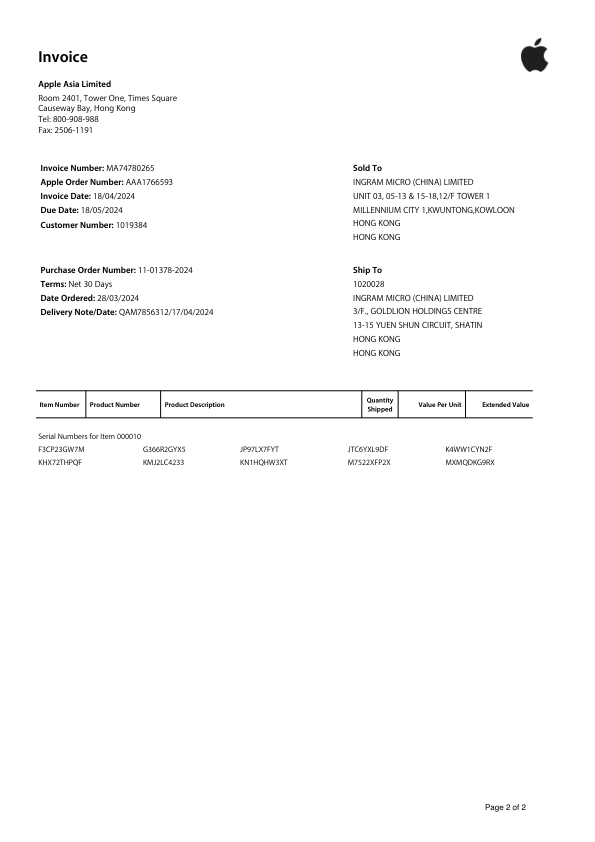 Invoice
Apple Asia Limited
Room 2401, Tower One, Times Square
Causeway Bay, Hong Kong
Tel: 800-908-988
Fax: 2506-1191
Invoice Number: MA74780265
Apple Order Number: AAA1766593
Invoice Date: 18/04/2024
Due Date: 18/05/2024
Customer Number: 1019384
Sold To
INGRAM MICRO (CHINA) LIMITED
UNIT 03, 05-13 & 15-18,12/F TOWER 1
MILLENNIUM CITY 1,KWUNTONG,KOWLOON
HONG KONG
HONG KONG
Purchase Order Number: 11-01378-2024
Terms: Net 30 Days
Date Ordered: 28/03/2024
Delivery Note/Date: QAM7856312/17/04/2024
Ship To
1020028
INGRAM MICRO (CHINA) LIMITED
3/F., GOLDLION HOLDINGS CENTRE
13-15 YUEN SHUN CIRCUIT, SHATIN
HONG KONG
HONG KONG
Item Number Product Number Product Description Quantity Shipped Value Per Unit Extended Value
Serial Numbers for Item 000010
F3CP23GW7M G366R2GYX5 JP97LX7FYT JTC6YXL9DF K4WW1CYN2F
KHX72THPQF KMJ2LC4233 KN1HQHW3XT M7522XFP2X MXMQDKG9RX
Page 2 of 2